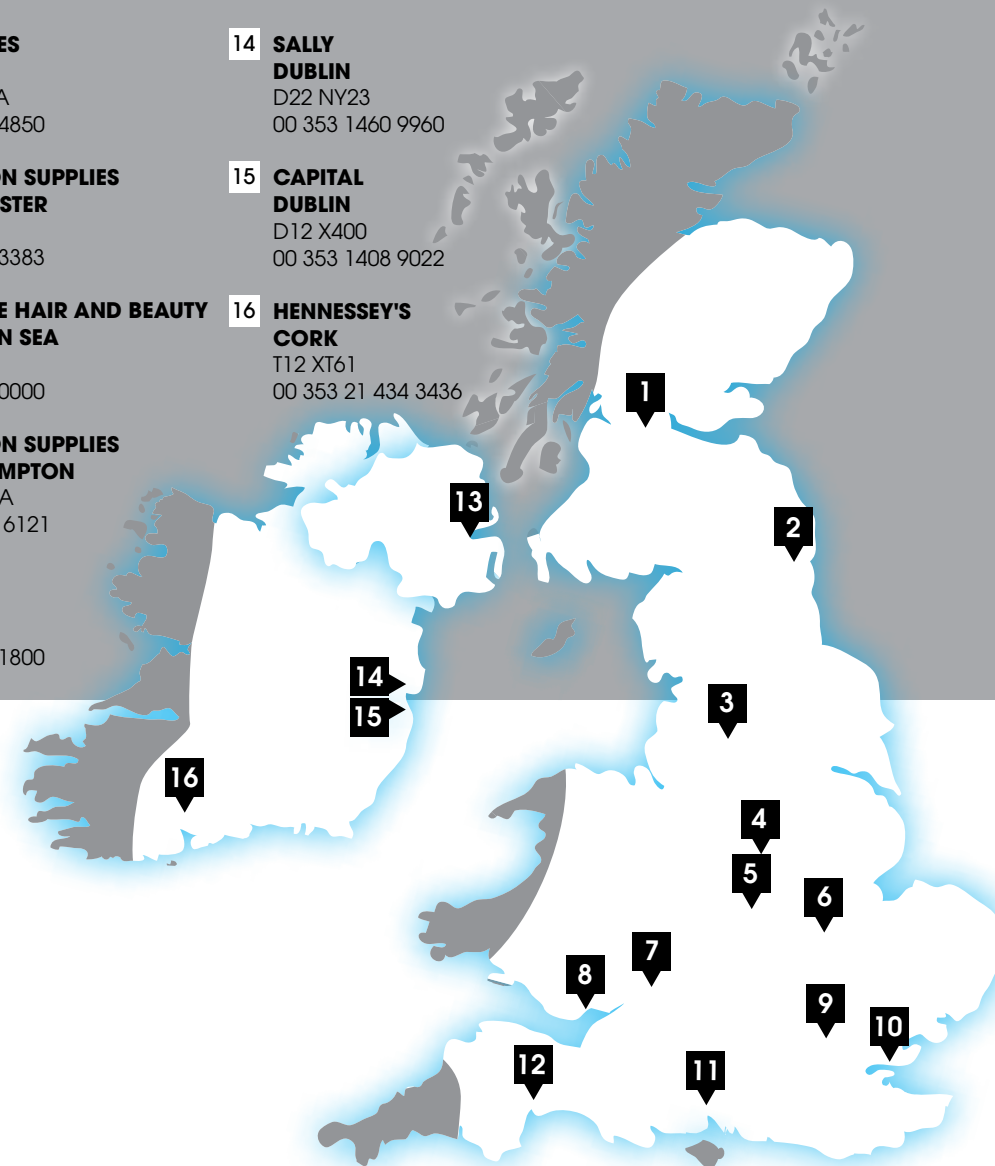 ES
A
4850
ON SUPPLIES
STER
3383
E HAIR AND BEAUTY
N SEA
0000
ON SUPPLIES
MPTON
A
6121
1800
14 SALLY
DUBLIN
D22 NY23
00 353 1460 9960
15 CAPITAL
DUBLIN
D12 X400
00 353 1408 9022
16 HENNESSEY'S
CORK
T12 XT61
00 353 21 434 3436
1
13
2
14
3
15
16
4
5
6
7
8
9
10
12
11